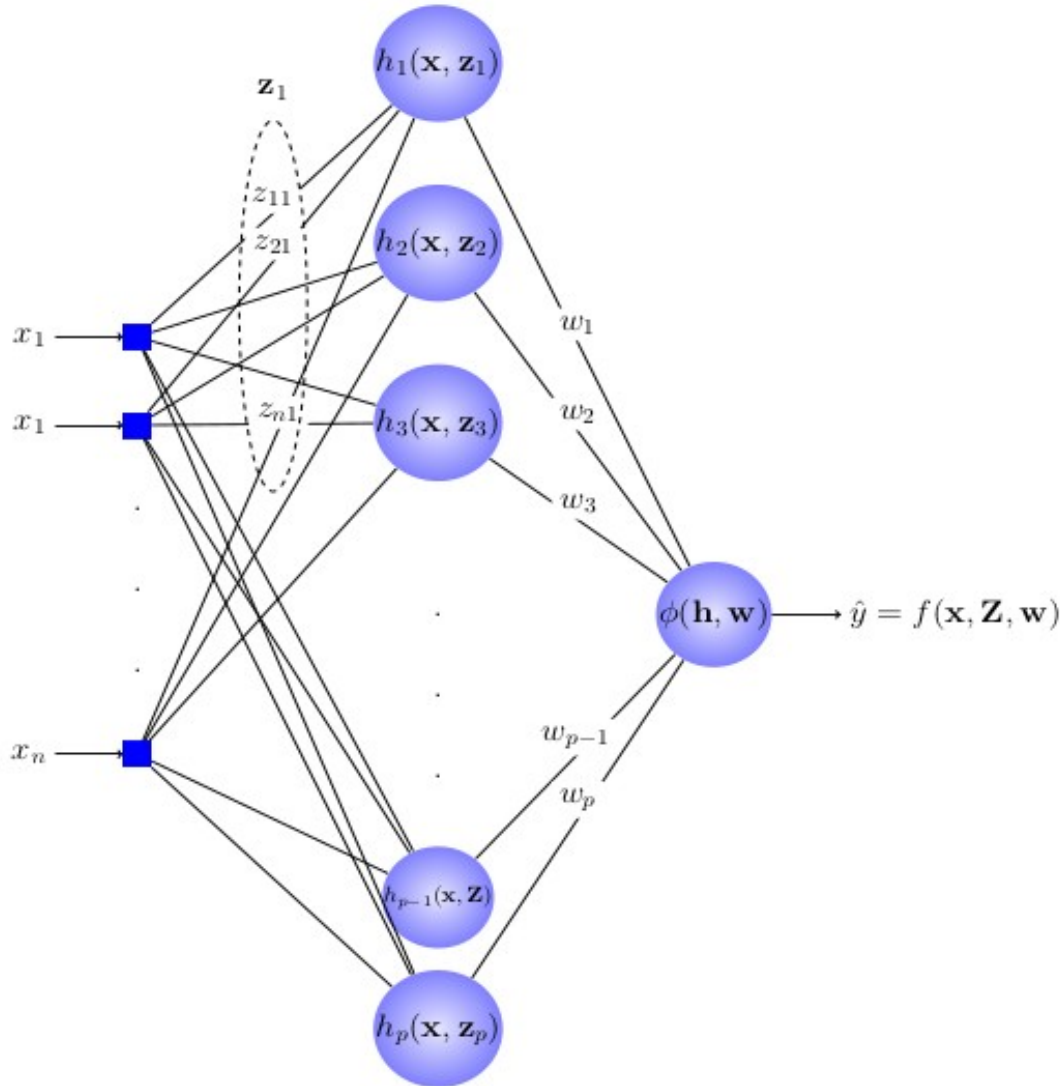 h₁(x, z₁)
z₁
z₁₁
h₂(x, z₂)
z₂₁
x₁
w₁
x₁
z_{n1}
h₃(x, z₃)
w₂
w₃
φ(h, w)
ŷ = f(x, Z, w)
x_n
w_{p−1}
w_p
h_{p−1}(x, Z)
h_p(x, z_p)